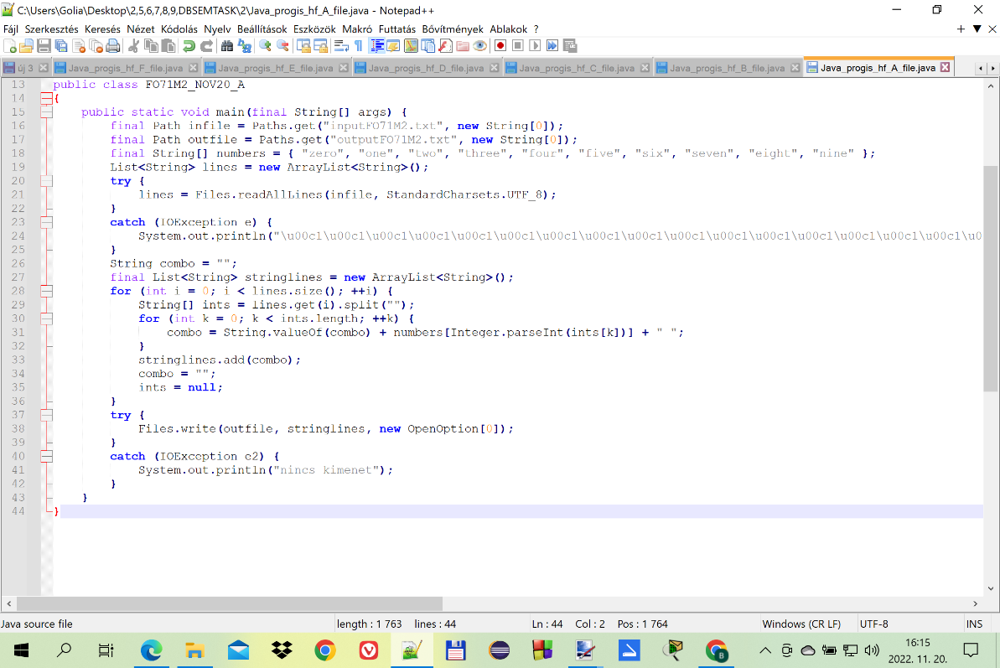 C:\Users\Golia\Desktop\2,5,6,7,8,9,DBSEMTASK\2\Java_progis_hf_A_file.java - Notepad++
Fájl Szerkesztés Keresés Nézet Kódolás Nyelv Beállítások Eszközök Makró Futtatás Bővítmények Ablakok ?
új 3 Java_progis_hf_F_file.java Java_progis_hf_E_file.java Java_progis_hf_D_file.java Java_progis_hf_C_file.java Java_progis_hf_B_file.java Java_progis_hf_A_file.java
13 public class FO71M2_NOV20_A
14 {
15 public static void main(final String[] args) {
16 final Path infile = Paths.get("inputFO71M2.txt", new String[0]);
17 final Path outfile = Paths.get("outputFO71M2.txt", new String[0]);
18 final String[] numbers = { "zero", "one", "two", "three", "four", "five", "six", "seven", "eight", "nine" };
19 List<String> lines = new ArrayList<String>();
20 try {
21 lines = Files.readAllLines(infile, StandardCharsets.UTF_8);
22 }
23 catch (IOException e) {
24 System.out.println("\u00c1\u00c1\u00c1\u00c1\u00c1\u00c1\u00c1\u00c1\u00c1\u00c1\u00c1\u00c1\u00c1\u00c1\u00c1\u0
25 }
26 String combo = "";
27 final List<String> stringlines = new ArrayList<String>();
28 for (int i = 0; i < lines.size(); ++i) {
29 String[] ints = lines.get(i).split("");
30 for (int k = 0; k < ints.length; ++k) {
31 combo = String.valueOf(combo) + numbers[Integer.parseInt(ints[k])] + " ";
32 }
33 stringlines.add(combo);
34 combo = "";
35 ints = null;
36 }
37 try {
38 Files.write(outfile, stringlines, new OpenOption[0]);
39 }
40 catch (IOException e2) {
41 System.out.println("nincs kimenet");
42 }
43 }
44 }
Java source file length : 1 763 lines : 44 Ln : 44 Col : 2 Pos : 1 764 Windows (CR LF) UTF-8 INS
16:15
2022. 11. 20.